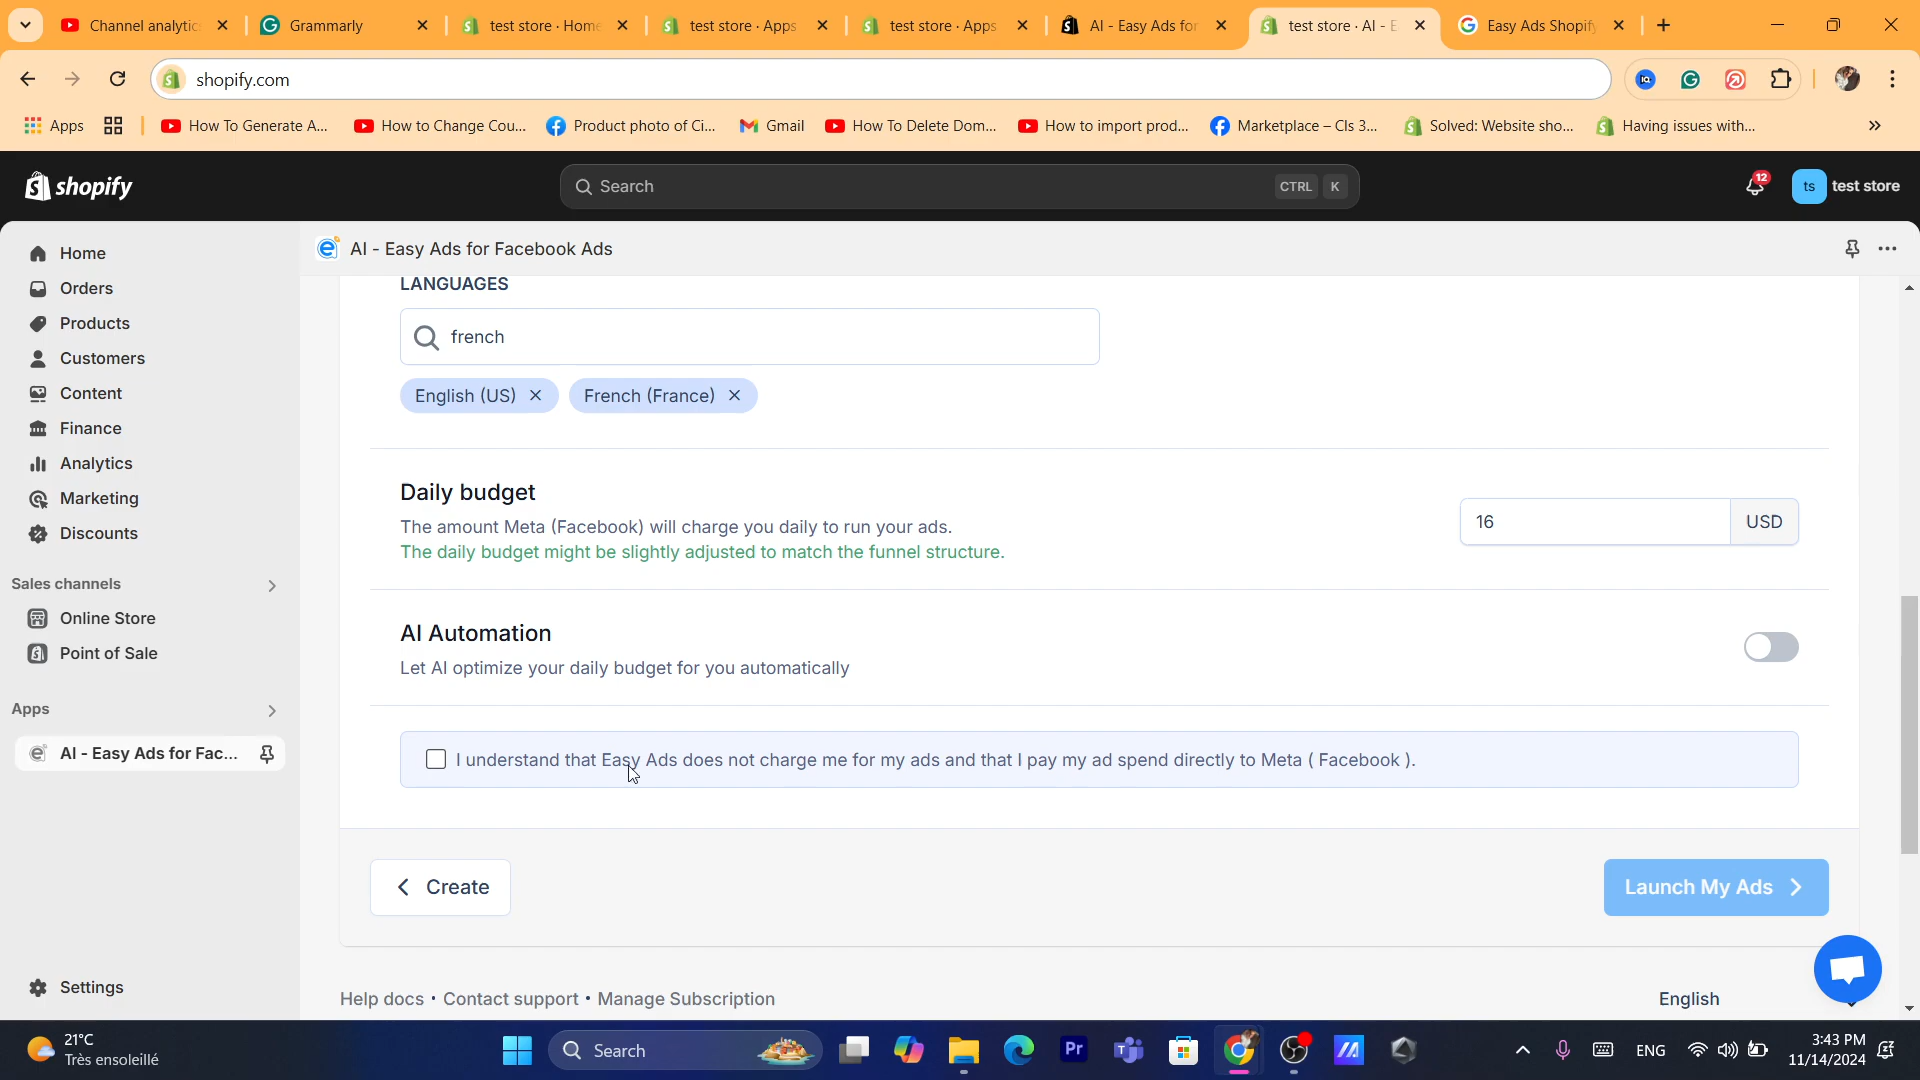 Channel analytic
Grammarly
test store · Home
test store · Apps
test store · Apps
AI - Easy Ads for
test store · AI - E
Easy Ads Shopify
shopify.com
Apps
How To Generate A...
How to Change Cou...
Product photo of Ci...
Gmail
How To Delete Dom...
How to import prod...
Marketplace – Cls 3...
Solved: Website sho...
Having issues with...
shopify
Search
CTRL K
12
ts
test store
Home
Orders
Products
Customers
Content
Finance
Analytics
Marketing
Discounts
Sales channels
Online Store
Point of Sale
Apps
AI - Easy Ads for Fac...
Settings
AI - Easy Ads for Facebook Ads
LANGUAGES
french
English (US)
French (France)
Daily budget
The amount Meta (Facebook) will charge you daily to run your ads.
The daily budget might be slightly adjusted to match the funnel structure.
16
USD
AI Automation
Let AI optimize your daily budget for you automatically
I understand that Easy Ads does not charge me for my ads and that I pay my ad spend directly to Meta ( Facebook ).
Create
Launch My Ads
Help docs • Contact support • Manage Subscription
English
21°C
Très ensoleillé
Search
Pr
ENG
3:43 PM
11/14/2024